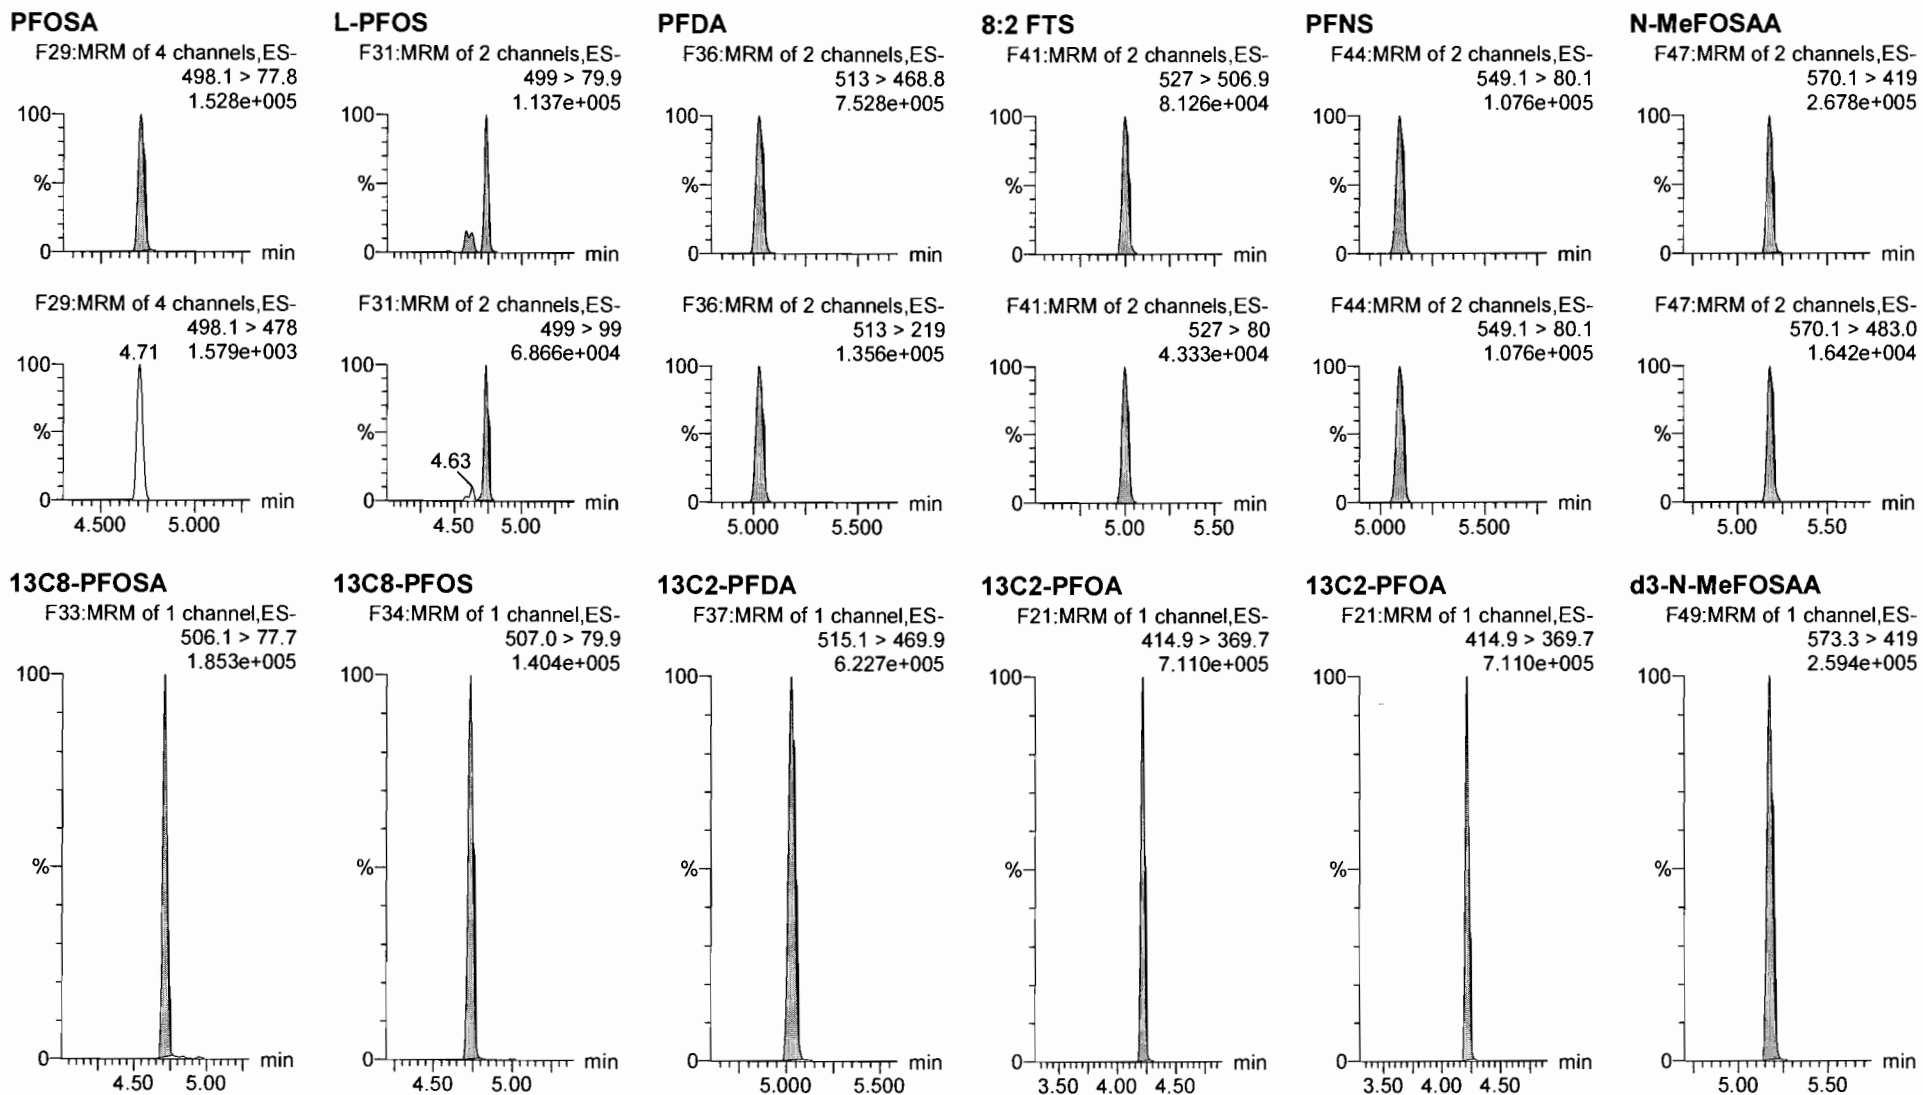 PFOSA
F29:MRM of 4 channels,ES-
498.1 > 77.8
1.528e+005
100
%
0
min
F29:MRM of 4 channels,ES-
498.1 > 478
4.71 1.579e+003
100
%
0
min
4.500 5.000
L-PFOS
F31:MRM of 2 channels,ES-
499 > 79.9
1.137e+005
100
%
0
min
F31:MRM of 2 channels,ES-
499 > 99
6.866e+004
100
%
4.63
0
min
4.50 5.00
PFDA
F36:MRM of 2 channels,ES-
513 > 468.8
7.528e+005
100
%
0
min
F36:MRM of 2 channels,ES-
513 > 219
1.356e+005
100
%
0
min
5.000 5.500
8:2 FTS
F41:MRM of 2 channels,ES-
527 > 506.9
8.126e+004
100
%
0
min
F41:MRM of 2 channels,ES-
527 > 80
4.333e+004
100
%
0
min
5.00 5.50
PFNS
F44:MRM of 2 channels,ES-
549.1 > 80.1
1.076e+005
100
%
0
min
F44:MRM of 2 channels,ES-
549.1 > 80.1
1.076e+005
100
%
0
min
5.000 5.500
N-MeFOSAA
F47:MRM of 2 channels,ES-
570.1 > 419
2.678e+005
100
%
0
min
F47:MRM of 2 channels,ES-
570.1 > 483.0
1.642e+004
100
%
0
min
5.00 5.50
13C8-PFOSA
F33:MRM of 1 channel,ES-
506.1 > 77.7
1.853e+005
100
%
0
min
4.50 5.00
13C8-PFOS
F34:MRM of 1 channel,ES-
507.0 > 79.9
1.404e+005
100
%
0
min
4.50 5.00
13C2-PFDA
F37:MRM of 1 channel,ES-
515.1 > 469.9
6.227e+005
100
%
0
min
5.000 5.500
13C2-PFOA
F21:MRM of 1 channel,ES-
414.9 > 369.7
7.110e+005
100
%
0
min
3.50 4.00 4.50
13C2-PFOA
F21:MRM of 1 channel,ES-
414.9 > 369.7
7.110e+005
100
%
0
min
3.50 4.00 4.50
d3-N-MeFOSAA
F49:MRM of 1 channel,ES-
573.3 > 419
2.594e+005
100
%
0
min
5.00 5.50